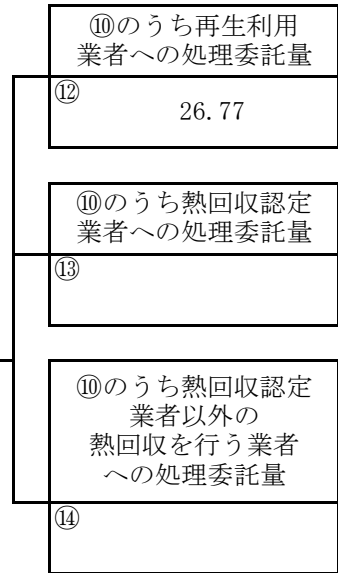 ⑩のうち再生利用
業者への処理委託量
⑫
26.77
⑩のうち熱回収認定
業者への処理委託量
⑬
⑩のうち熱回収認定
業者以外の
熱回収を行う業者
への処理委託量
⑭